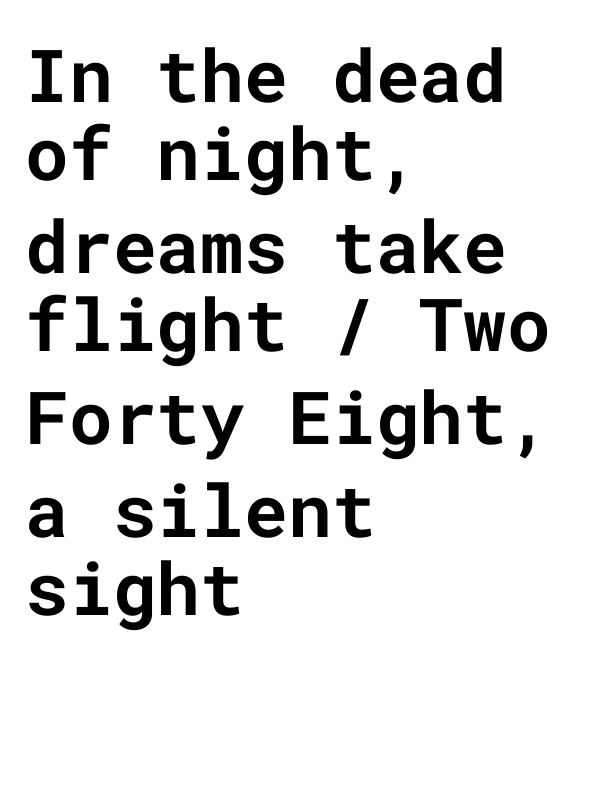 In the dead
of night,
dreams take
flight / Two
Forty Eight,
a silent
sight